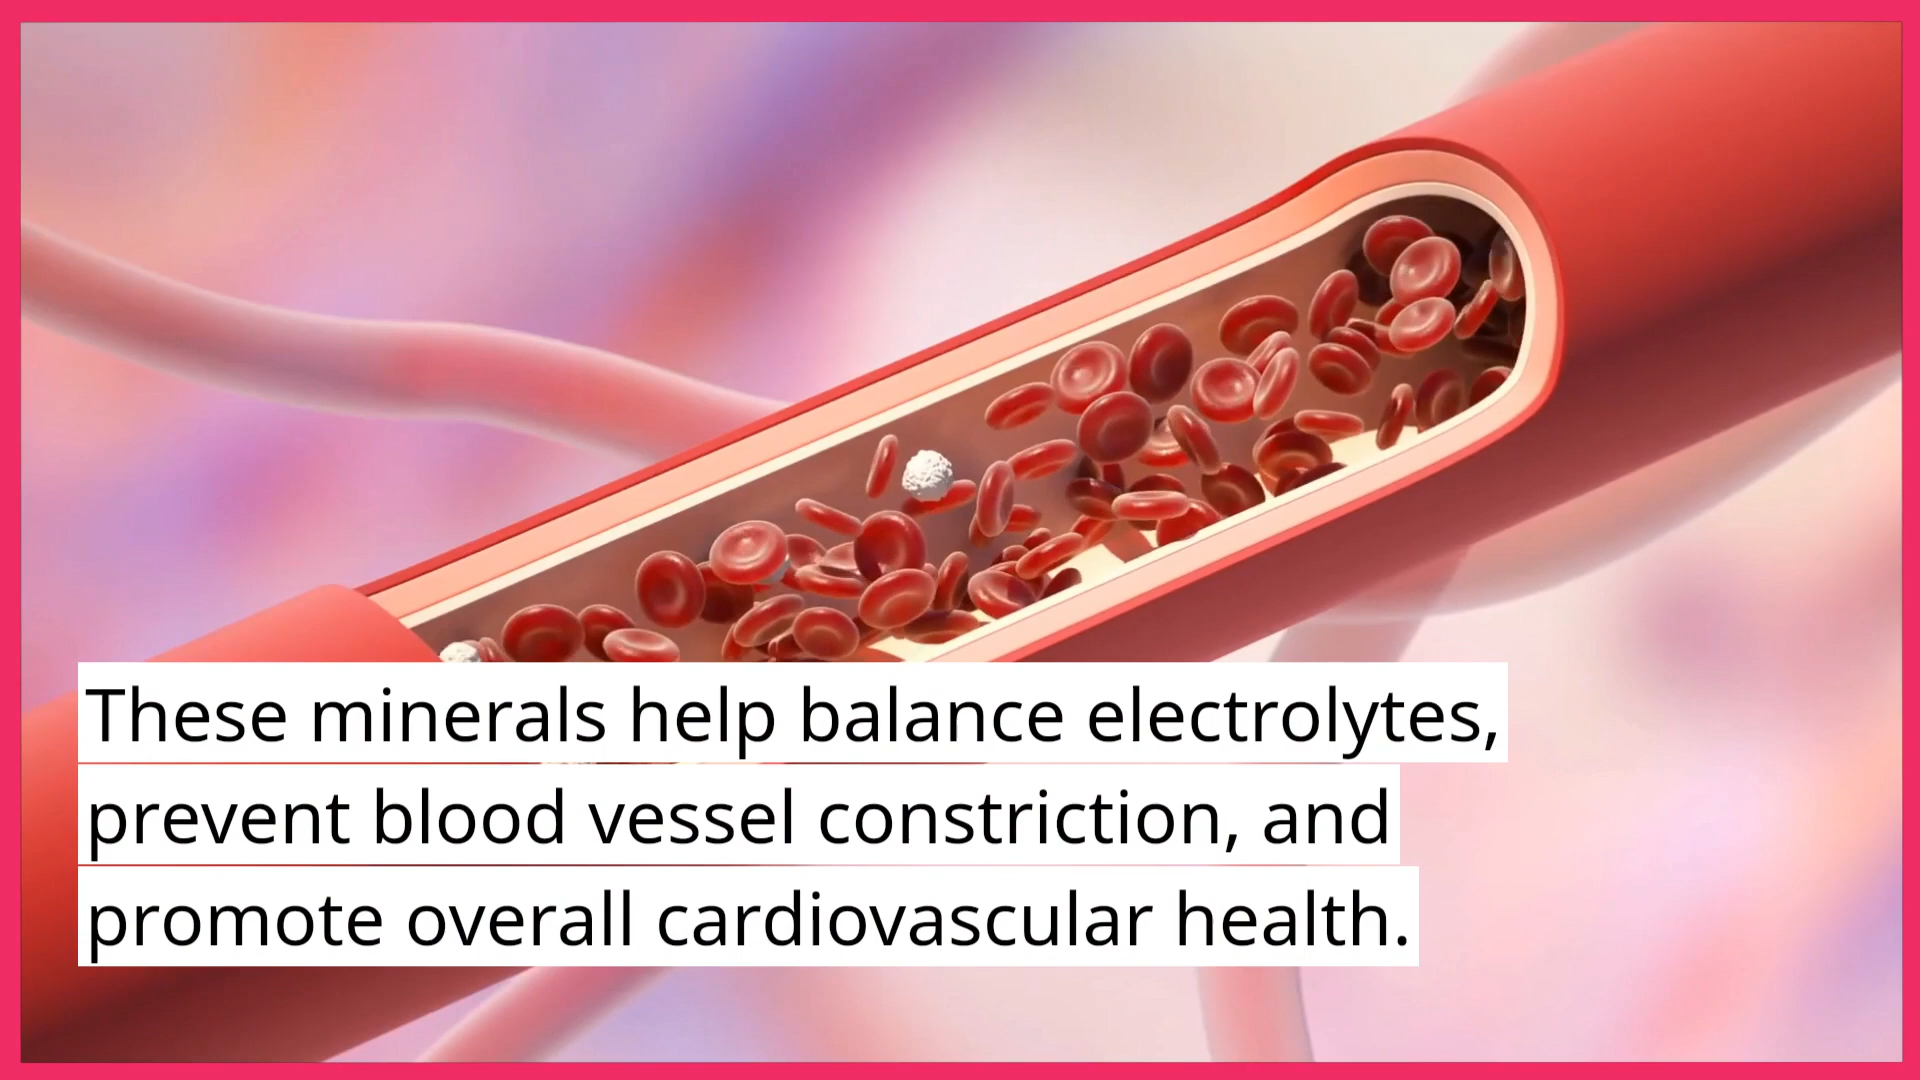 These minerals help balance electrolytes,
prevent blood vessel constriction, and
promote overall cardiovascular health.